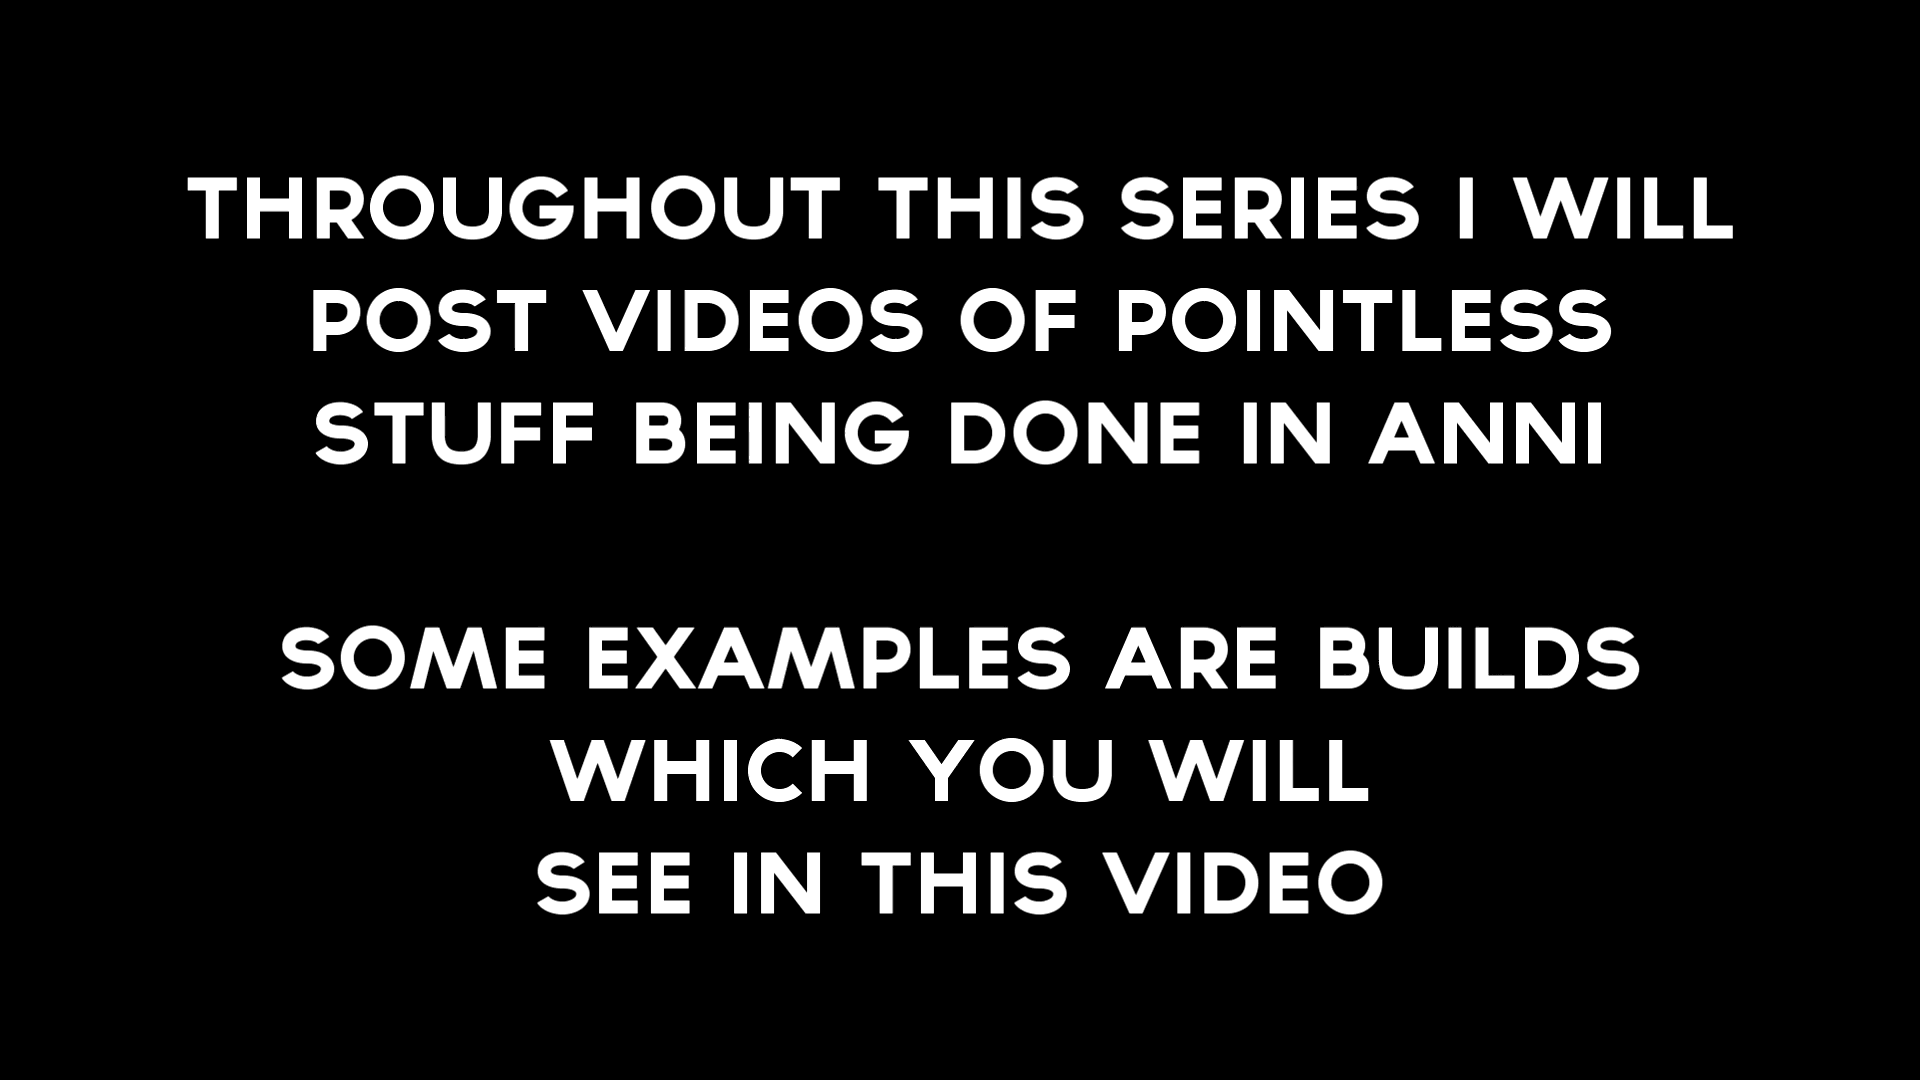 THROUGHOUT THIS SERIES I WILL
POST VIDEOS OF POINTLESS
STUFF BEING DONE IN ANNI
SOME EXAMPLES ARE BUILDS
WHICH YOU WILL
SEE IN THIS VIDEO